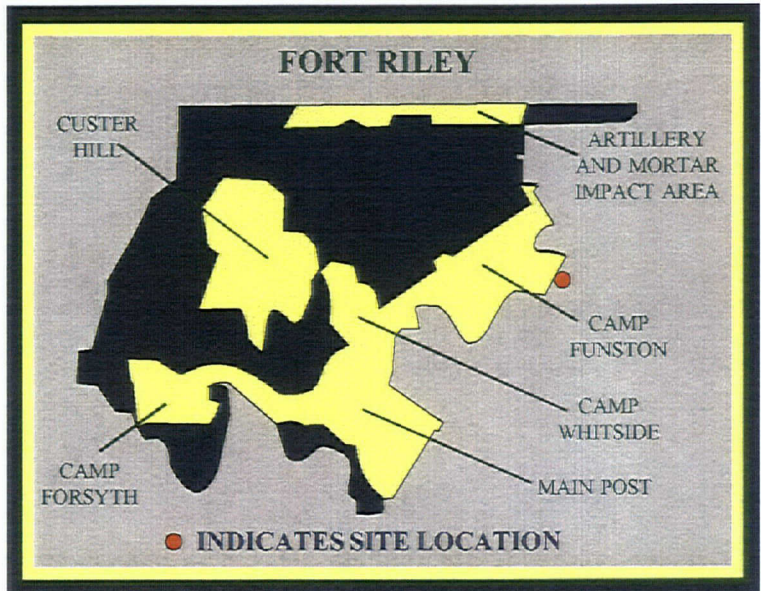 FORT RILEY
CUSTER
HILL
ARTILLERY
AND MORTAR
IMPACT AREA
CAMP
FUNSTON
CAMP
WHITSIDE
CAMP
FORSYTH
MAIN POST
INDICATES SITE LOCATION